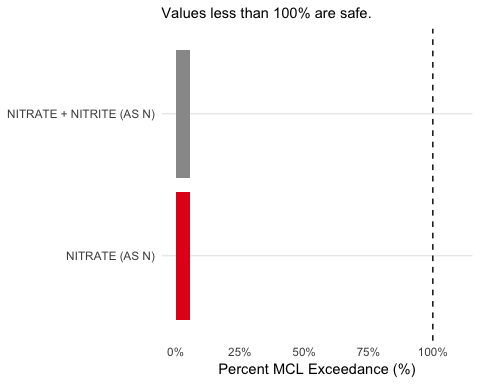 Values less than 100% are safe.
NITRATE + NITRITE (AS N)
NITRATE (AS N)
0% 25% 50% 75% 100%
Percent MCL Exceedance (%)